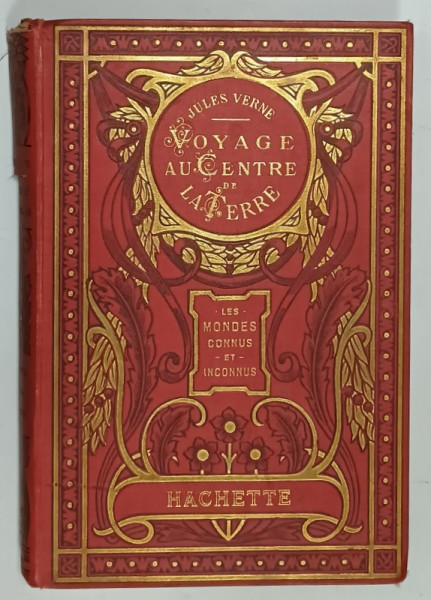 JULES VERNE
VOYAGE
AU CENTRE
DE
LA TERRE
· LES ·
MONDES
CONNUS
- ET -
INCONNUS
HACHETTE